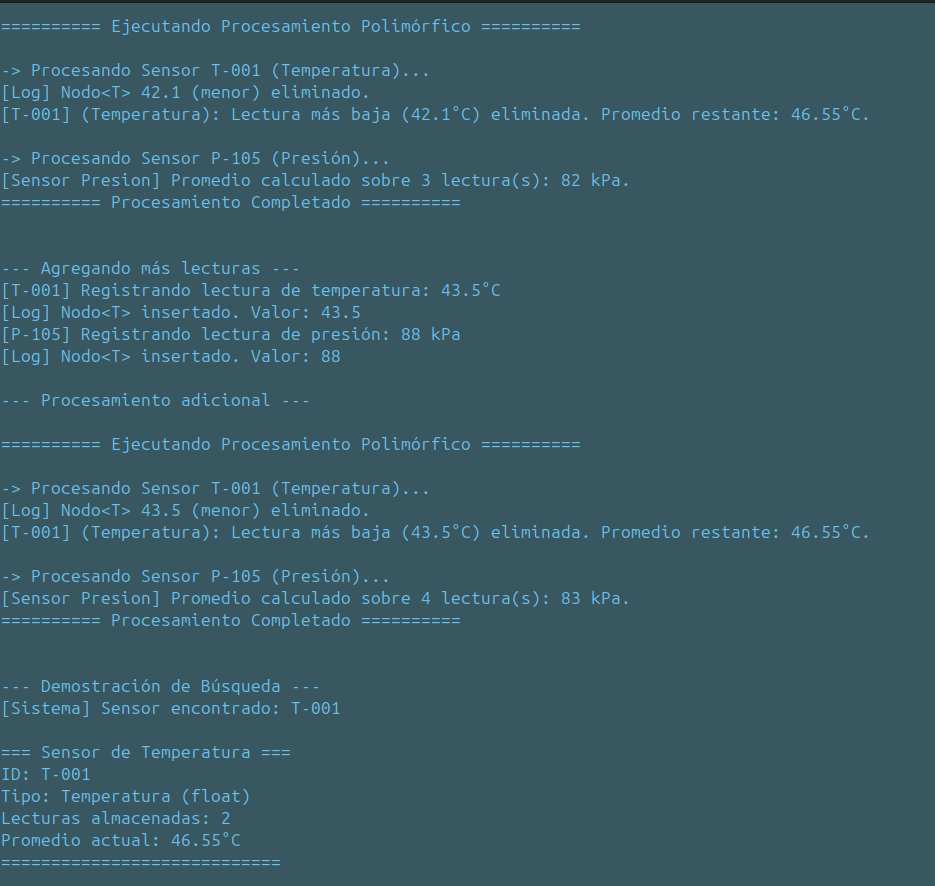 ========== Ejecutando Procesamiento Polimórfico ==========
-> Procesando Sensor T-001 (Temperatura)...
[Log] Nodo<T> 42.1 (menor) eliminado.
[T-001] (Temperatura): Lectura más baja (42.1°C) eliminada. Promedio restante: 46.55°C.
-> Procesando Sensor P-105 (Presión)...
[Sensor Presion] Promedio calculado sobre 3 lectura(s): 82 kPa.
========== Procesamiento Completado ==========
--- Agregando más lecturas ---
[T-001] Registrando lectura de temperatura: 43.5°C
[Log] Nodo<T> insertado. Valor: 43.5
[P-105] Registrando lectura de presión: 88 kPa
[Log] Nodo<T> insertado. Valor: 88
--- Procesamiento adicional ---
========== Ejecutando Procesamiento Polimórfico ==========
-> Procesando Sensor T-001 (Temperatura)...
[Log] Nodo<T> 43.5 (menor) eliminado.
[T-001] (Temperatura): Lectura más baja (43.5°C) eliminada. Promedio restante: 46.55°C.
-> Procesando Sensor P-105 (Presión)...
[Sensor Presion] Promedio calculado sobre 4 lectura(s): 83 kPa.
========== Procesamiento Completado ==========
--- Demostración de Búsqueda ---
[Sistema] Sensor encontrado: T-001
=== Sensor de Temperatura ===
ID: T-001
Tipo: Temperatura (float)
Lecturas almacenadas: 2
Promedio actual: 46.55°C
============================